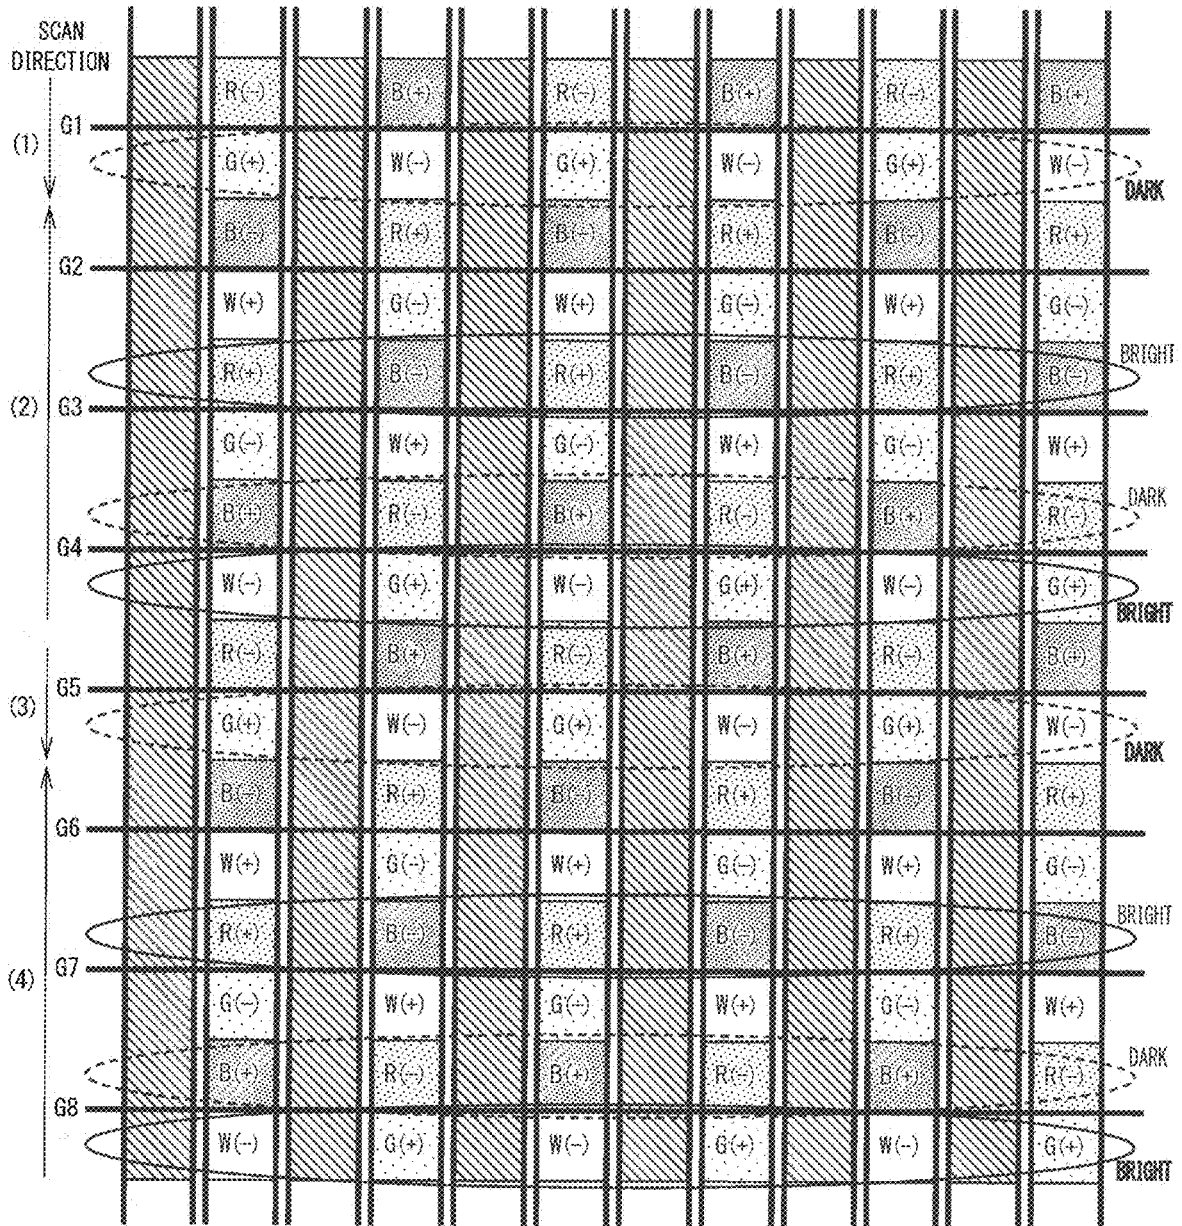 SCAN
DIRECTION
R(-) B(+) R(-) B(+) R(-) B(+)
G1
(1)
G(+) W(-) G(+) W(-) G(+) W(-)
DARK
B(-) R(+) B(-) R(+) B(-) R(+)
G2
W(+) G(-) W(+) G(-) W(+) G(-)
BRIGHT
R(+) B(-) R(+) B(-) R(+) B(-)
(2) G3
G(-) W(+) G(-) W(+) G(-) W(+)
DARK
B(+) R(-) B(+) R(-) B(+) R(-)
G4
W(-) G(+) W(-) G(+) W(-) G(+)
BRIGHT
R(-) B(+) R(-) B(+) R(-) B(+)
G5
(3)
G(+) W(-) G(+) W(-) G(+) W(-)
DARK
B(-) R(+) B(-) R(+) B(-) R(+)
G6
W(+) G(-) W(+) G(-) W(+) G(-)
BRIGHT
R(+) B(-) R(+) B(-) R(+) B(-)
G7
(4)
G(-) W(+) G(-) W(+) G(-) W(+)
DARK
B(+) R(-) B(+) R(-) B(+) R(-)
G8
W(-) G(+) W(-) G(+) W(-) G(+)
BRIGHT